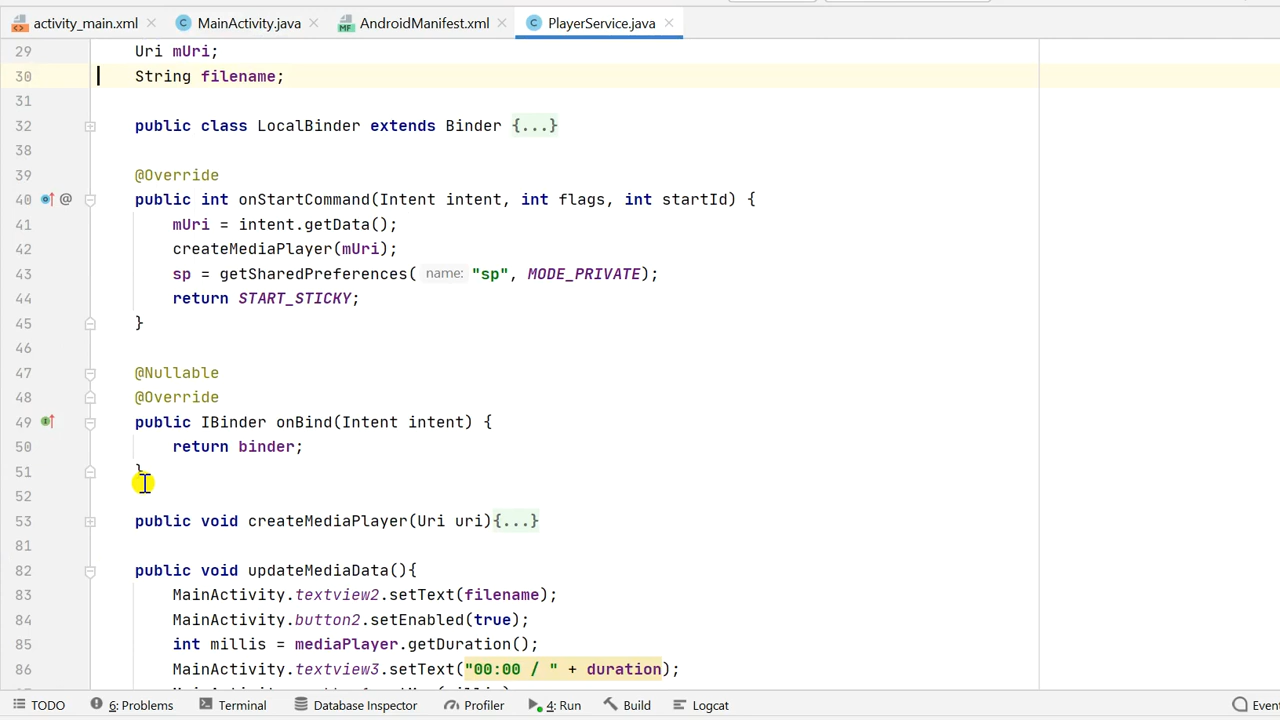 activity_main.xml MainActivity.java AndroidManifest.xml PlayerService.java
29 Uri mUri;
30 String filename;
31
32 public class LocalBinder extends Binder {...}
38
39 @Override
40 public int onStartCommand(Intent intent, int flags, int startId) {
41 mUri = intent.getData();
42 createMediaPlayer(mUri);
43 sp = getSharedPreferences( name: "sp", MODE_PRIVATE);
44 return START_STICKY;
45 }
46
47 @Nullable
48 @Override
49 public IBinder onBind(Intent intent) {
50 return binder;
51 }
52
53 public void createMediaPlayer(Uri uri){...}
81
82 public void updateMediaData(){
83 MainActivity.textview2.setText(filename);
84 MainActivity.button2.setEnabled(true);
85 int millis = mediaPlayer.getDuration();
86 MainActivity.textview3.setText("00:00 / " + duration);
TODO 6: Problems Terminal Database Inspector Profiler 4: Run Build Logcat Even